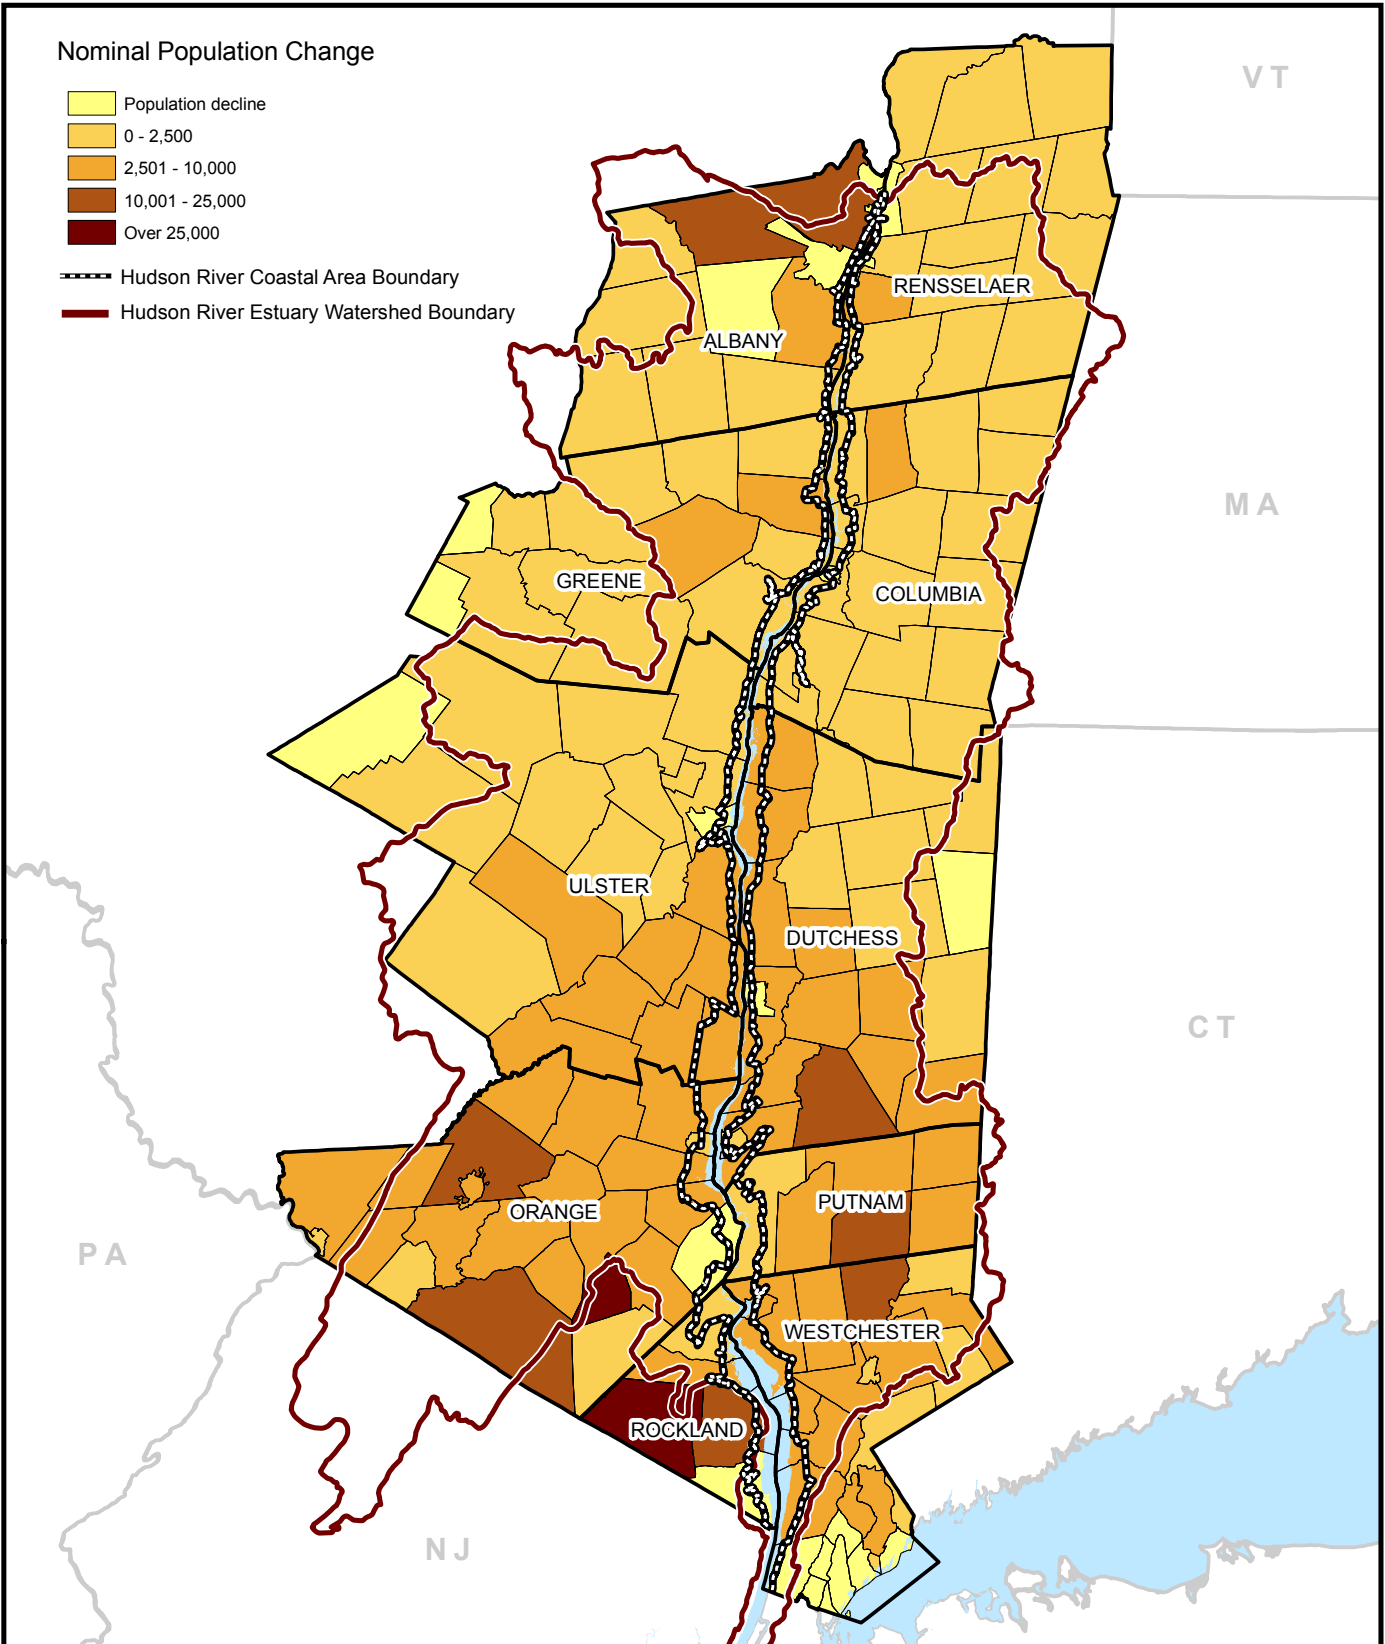 Nominal Population Change
Population decline
0 - 2,500
2,501 - 10,000
10,001 - 25,000
Over 25,000
Hudson River Coastal Area Boundary
Hudson River Estuary Watershed Boundary
VT
RENSSELAER
ALBANY
MA
GREENE
COLUMBIA
ULSTER
DUTCHESS
CT
PUTNAM
ORANGE
PA
WESTCHESTER
ROCKLAND
NJ